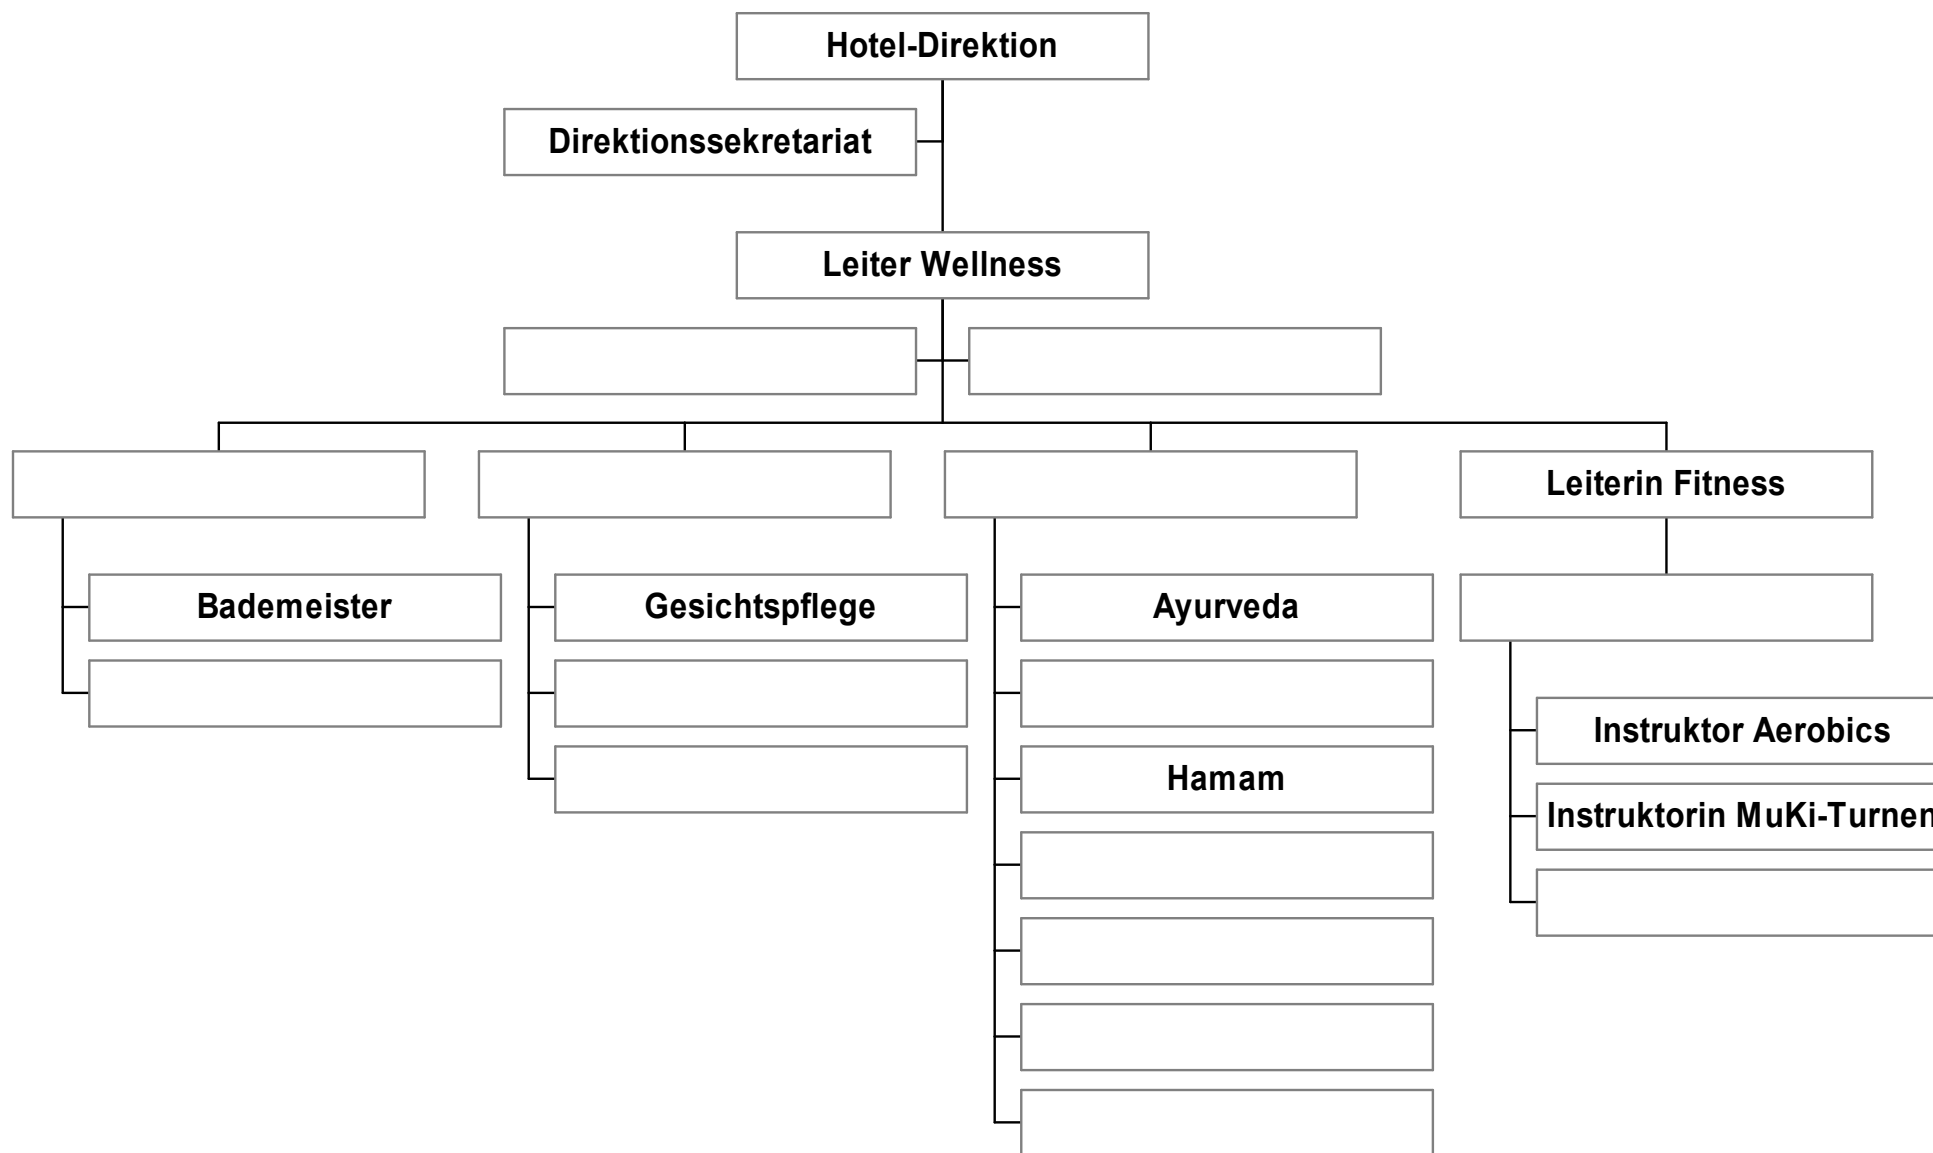 Hotel-Direktion
Direktionssekretariat
Leiter Wellness
Leiterin Fitness
Bademeister
Gesichtspflege
Ayurveda
Hamam
Instruktor Aerobics
Instruktorin MuKi-Turnen